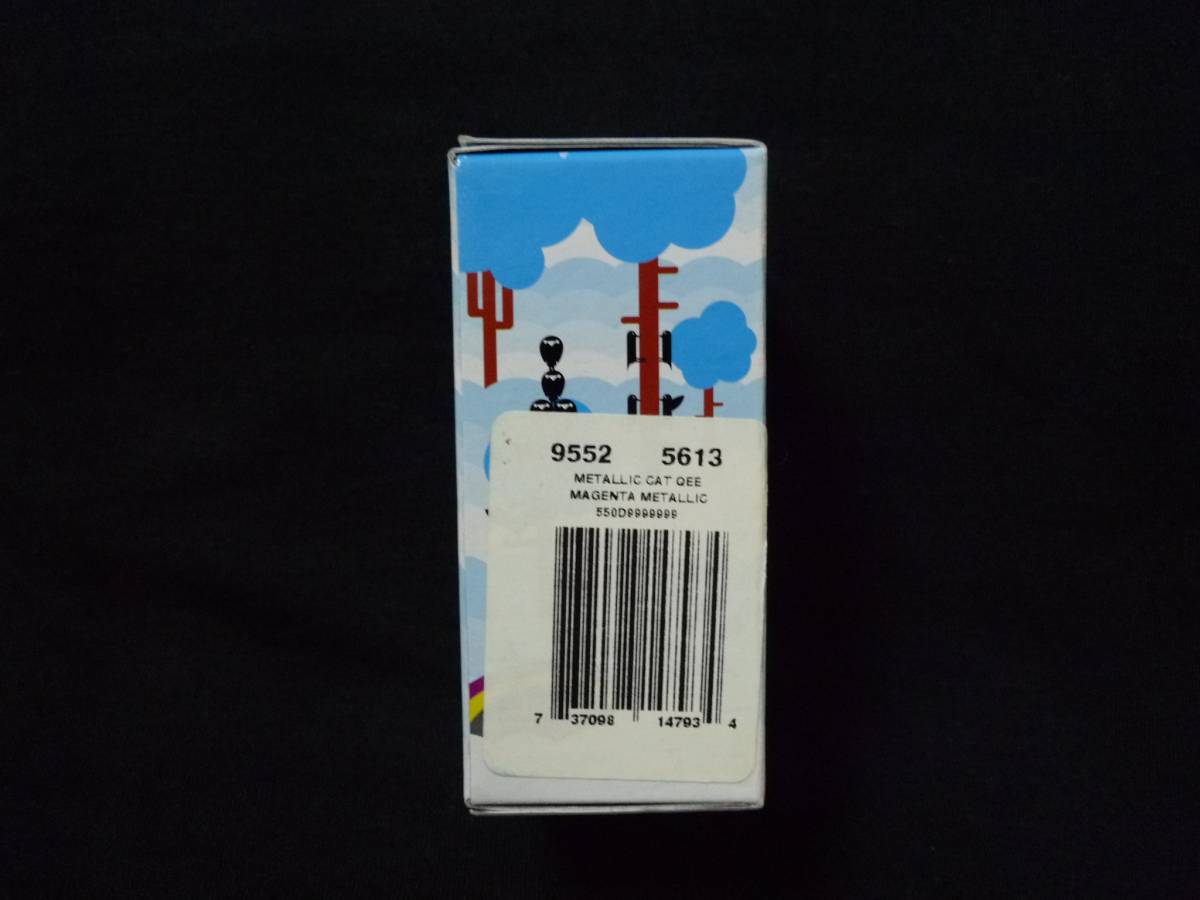 9552 5613
METALLIC CAT QEE
MAGENTA METALLIC
550D9999999
7 37098 14793 4